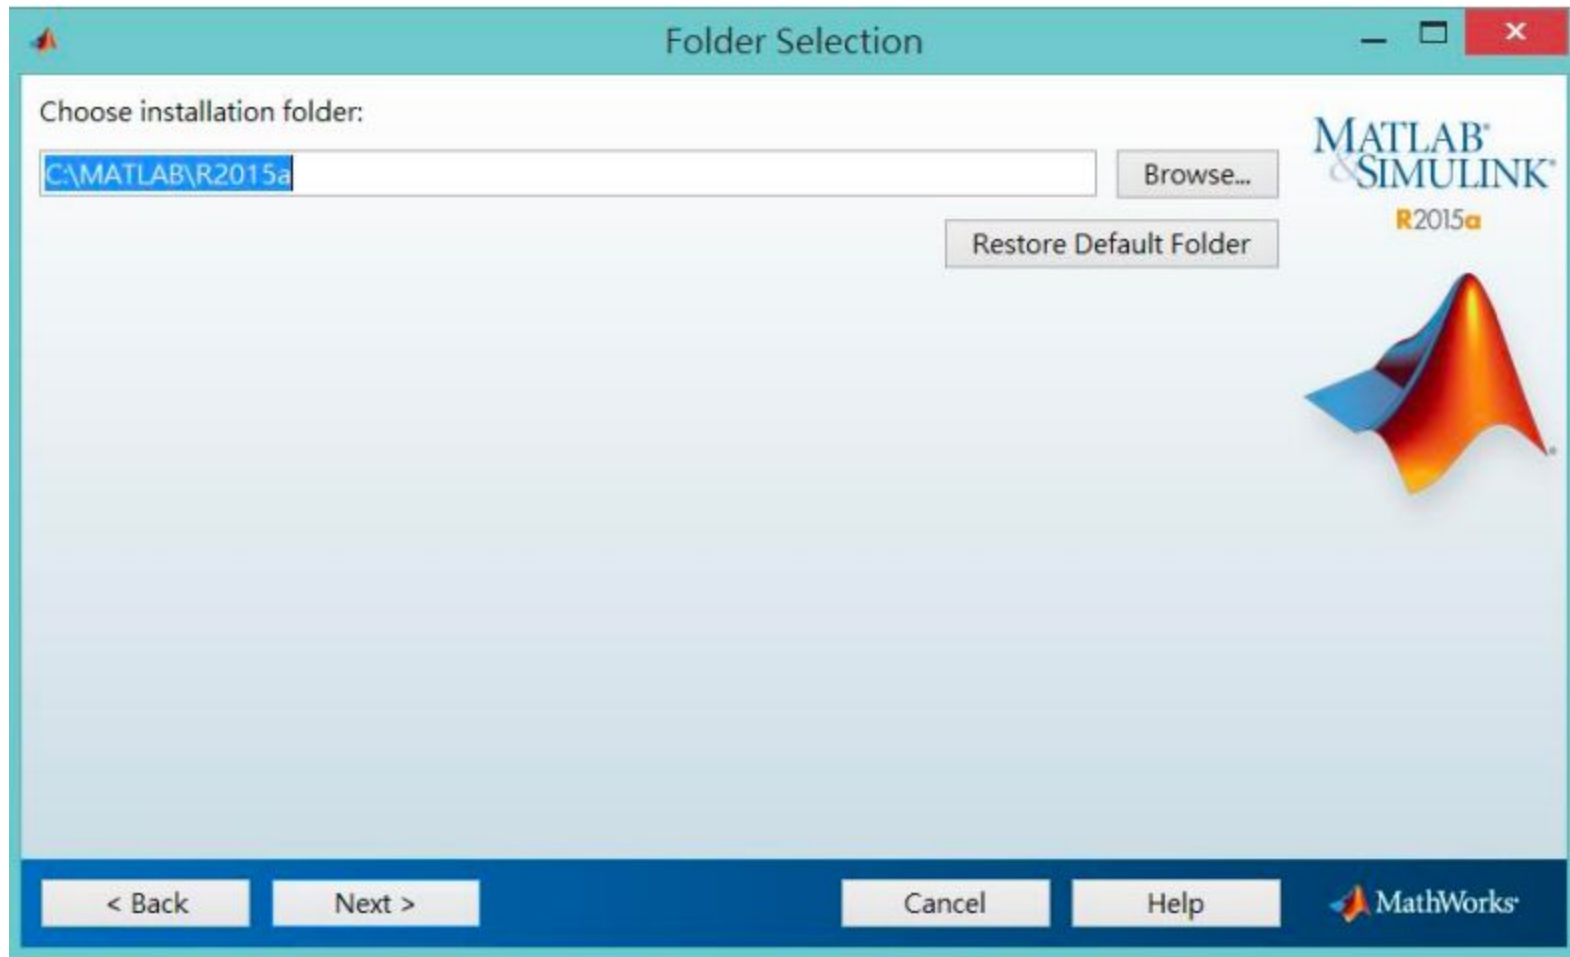 Folder Selection
Choose installation folder:
C:\MATLAB\R2015a
Browse...
Restore Default Folder
MATLAB®
&SIMULINK®
R2015a
< Back
Next >
Cancel
Help
MathWorks®